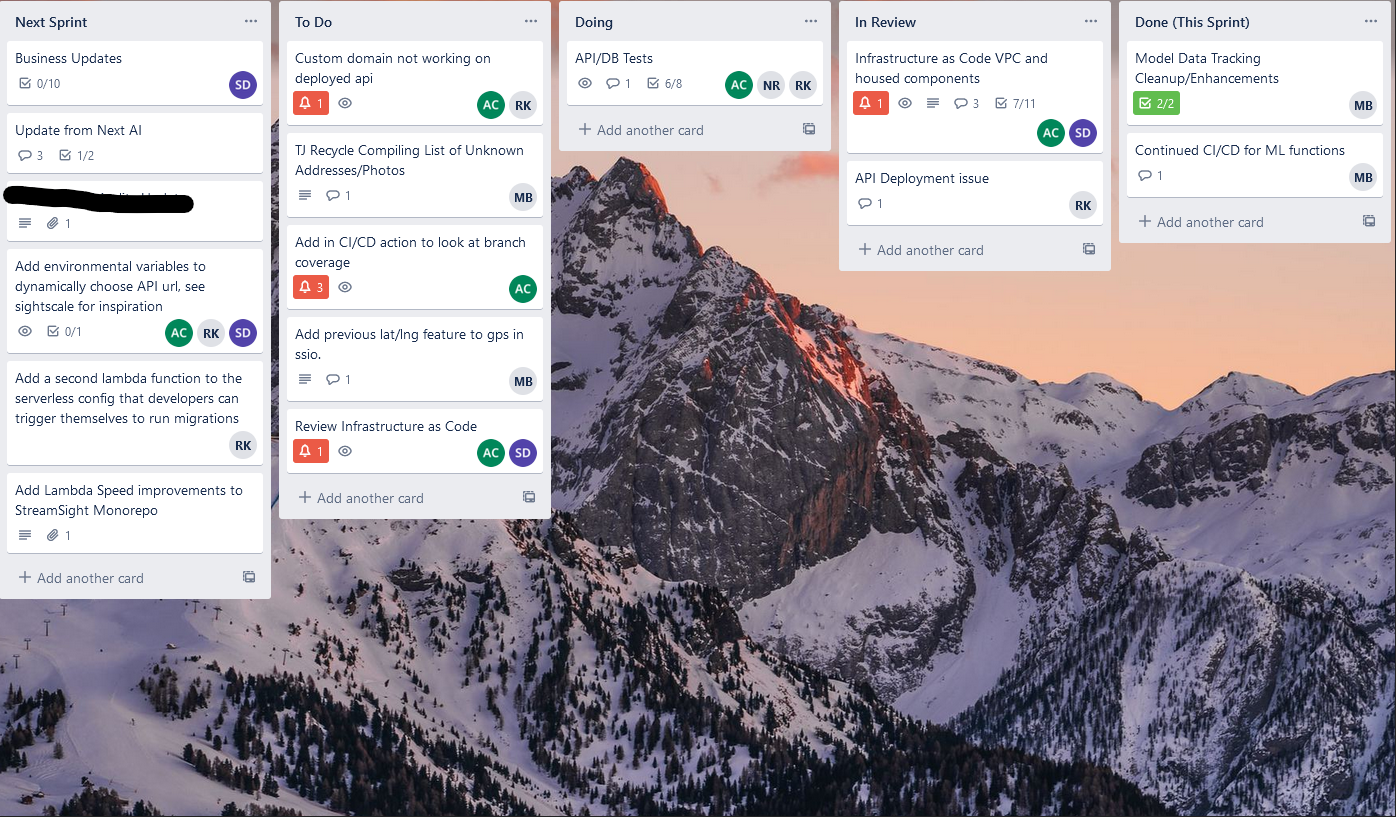 Next Sprint
Business Updates
0/10
SD
Update from Next AI
3
1/2
1
Add environmental variables to
dynamically choose API url, see
sightscale for inspiration
0/1
AC RK SD
Add a second lambda function to the
serverless config that developers can
trigger themselves to run migrations
RK
Add Lambda Speed improvements to
StreamSight Monorepo
1
Add another card
To Do
Custom domain not working on
deployed api
1
AC RK
TJ Recycle Compiling List of Unknown
Addresses/Photos
1
MB
Add in CI/CD action to look at branch
coverage
3
AC
Add previous lat/lng feature to gps in
ssio.
1
MB
Review Infrastructure as Code
1
AC SD
Add another card
Doing
API/DB Tests
1
6/8
AC NR RK
Add another card
In Review
Infrastructure as Code VPC and
housed components
1
3
7/11
AC SD
API Deployment issue
1
RK
Add another card
Done (This Sprint)
Model Data Tracking
Cleanup/Enhancements
2/2
MB
Continued CI/CD for ML functions
1
MB
Add another card